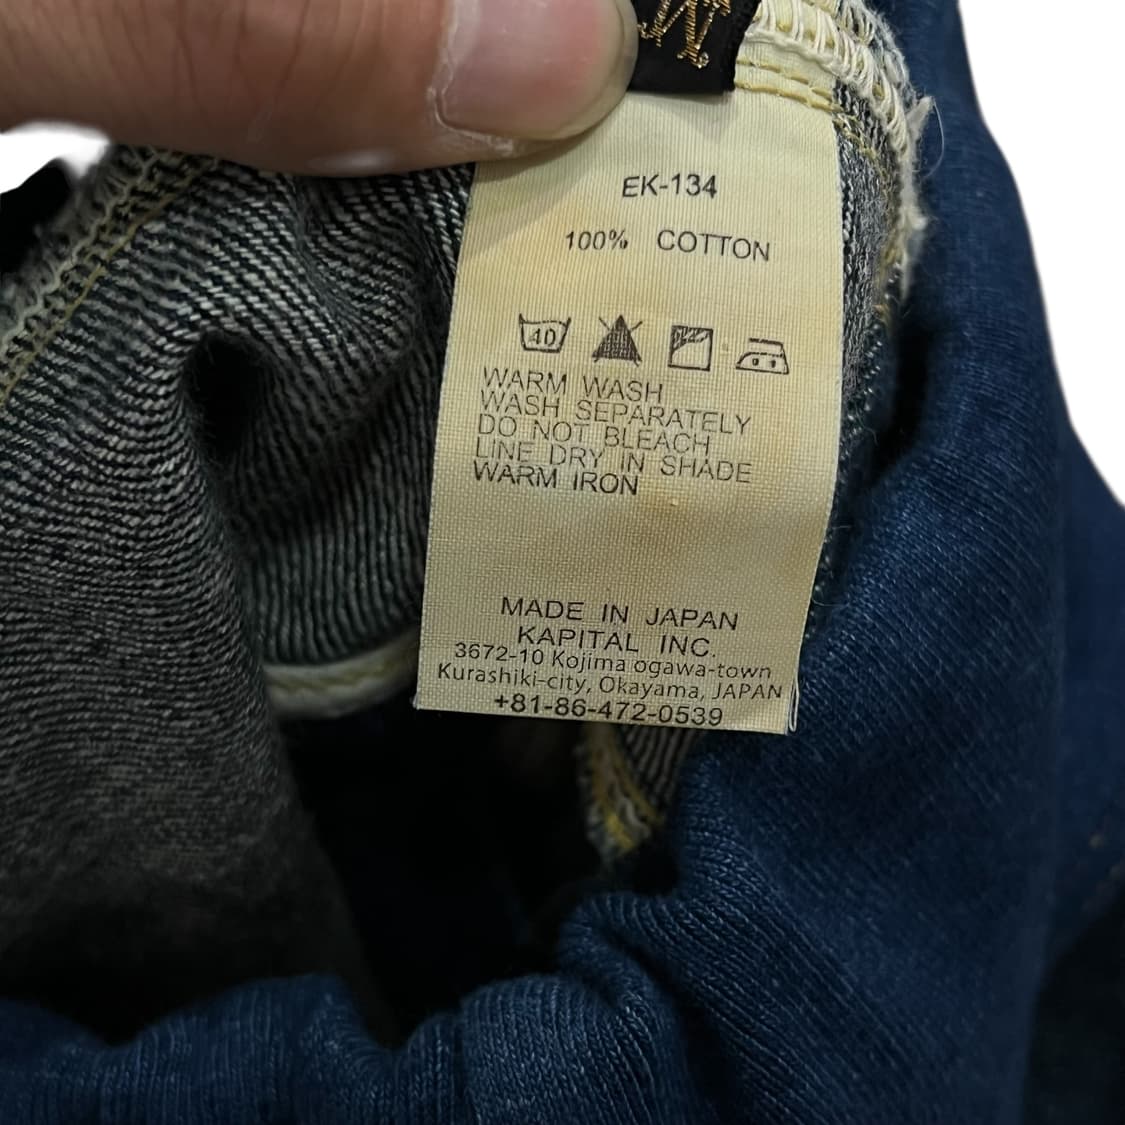 M
EK-134
100% COTTON
40
WARM WASH
WASH SEPARATELY
DO NOT BLEACH
LINE DRY IN SHADE
WARM IRON
MADE IN JAPAN
KAPITAL INC.
3672-10 Kojima ogawa-town
Kurashiki-city, Okayama, JAPAN
+81-86-472-0539